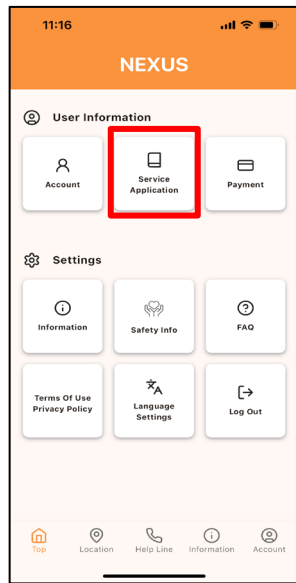 11:16
NEXUS
User Information
Account
Service
Application
Payment
Settings
Information
Safety Info
FAQ
Terms Of Use
Privacy Policy
Language
Settings
Log Out
Top
Location
Help Line
Information
Account